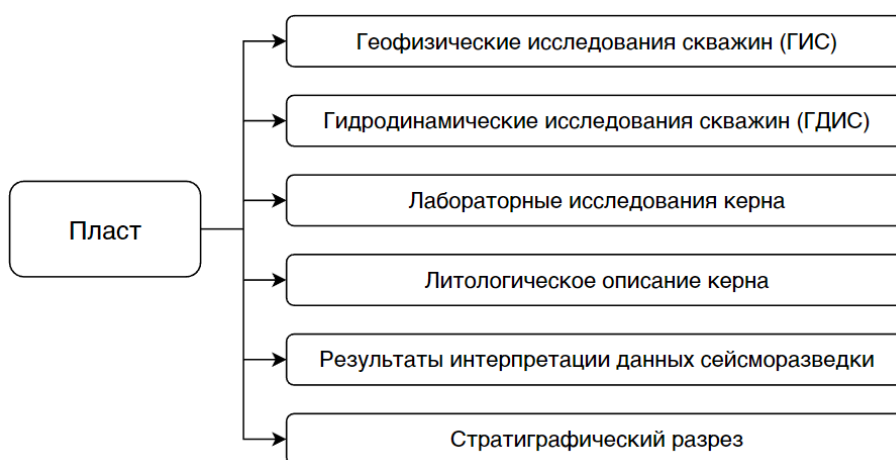 Пласт
Геофизические исследования скважин (ГИС)
Гидродинамические исследования скважин (ГДИС)
Лабораторные исследования керна
Литологическое описание керна
Результаты интерпретации данных сейсморазведки
Стратиграфический разрез